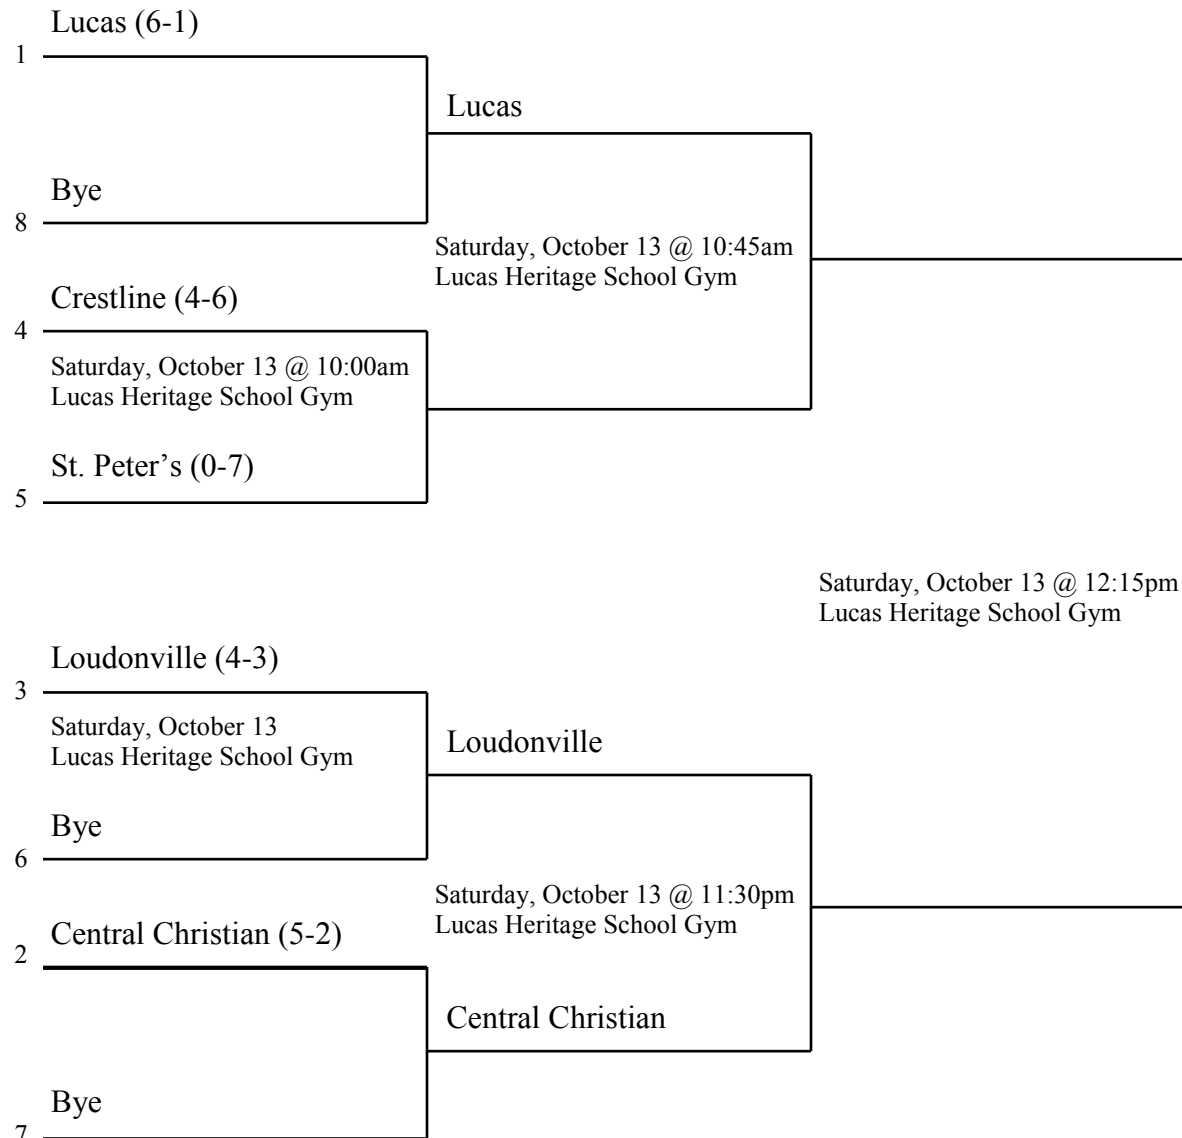 Lucas (6-1)
1
Lucas
Bye
8
Saturday, October 13 @ 10:45am
Lucas Heritage School Gym
Crestline (4-6)
4
Saturday, October 13 @ 10:00am
Lucas Heritage School Gym
St. Peter’s (0-7)
5
Saturday, October 13 @ 12:15pm
Lucas Heritage School Gym
Loudonville (4-3)
3
Saturday, October 13
Lucas Heritage School Gym
Loudonville
Bye
6
Saturday, October 13 @ 11:30pm
Lucas Heritage School Gym
Central Christian (5-2)
2
Central Christian
Bye
7